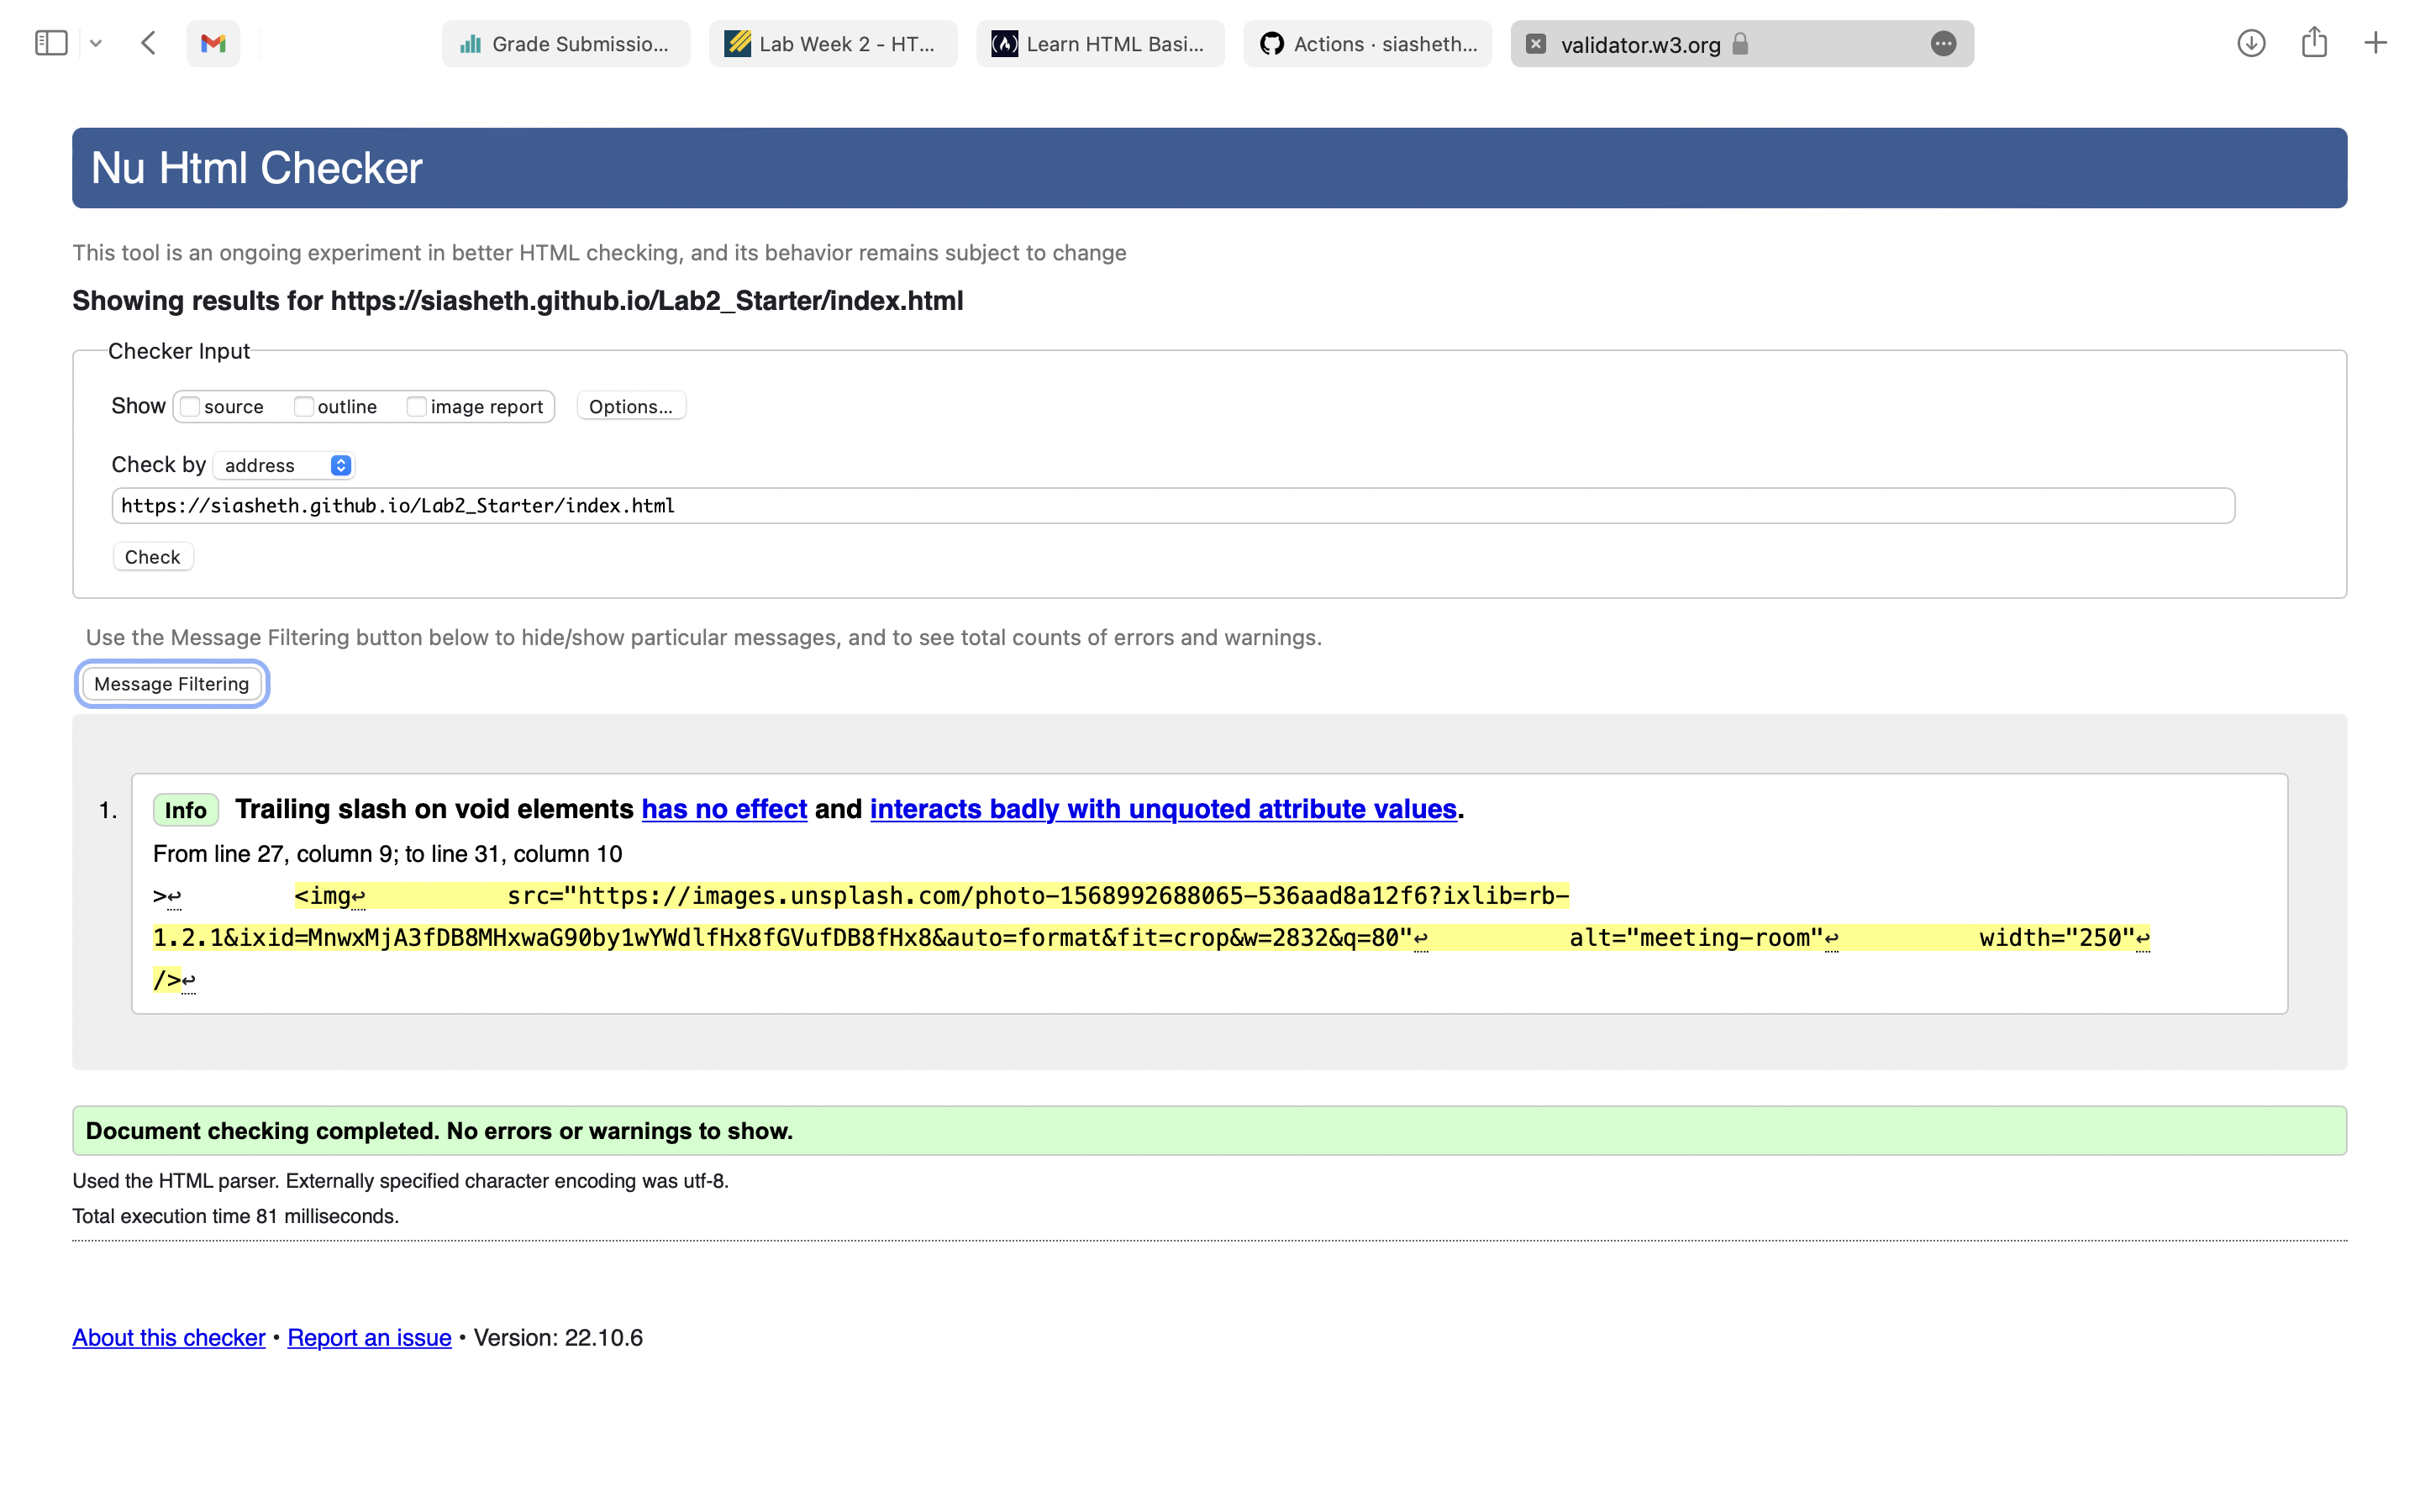 Grade Submissio...
Lab Week 2 - HT...
Learn HTML Basi...
Actions · siasheth...
validator.w3.org
Nu Html Checker
This tool is an ongoing experiment in better HTML checking, and its behavior remains subject to change
Showing results for https://siasheth.github.io/Lab2_Starter/index.html
Checker Input
Show source outline image report Options...
Check by address
https://siasheth.github.io/Lab2_Starter/index.html
Check
Use the Message Filtering button below to hide/show particular messages, and to see total counts of errors and warnings.
Message Filtering
1. Info Trailing slash on void elements has no effect and interacts badly with unquoted attribute values.
From line 27, column 9; to line 31, column 10
>↩ <img↩ src="https://images.unsplash.com/photo-1568992688065-536aad8a12f6?ixlib=rb-
1.2.1&ixid=MnwxMjA3fDB8MHxwaG90by1wYWdlfHx8fGVufDB8fHx8&auto=format&fit=crop&w=2832&q=80"↩ alt="meeting-room"↩ width="250"↩
/>↩
Document checking completed. No errors or warnings to show.
Used the HTML parser. Externally specified character encoding was utf-8.
Total execution time 81 milliseconds.
About this checker • Report an issue • Version: 22.10.6